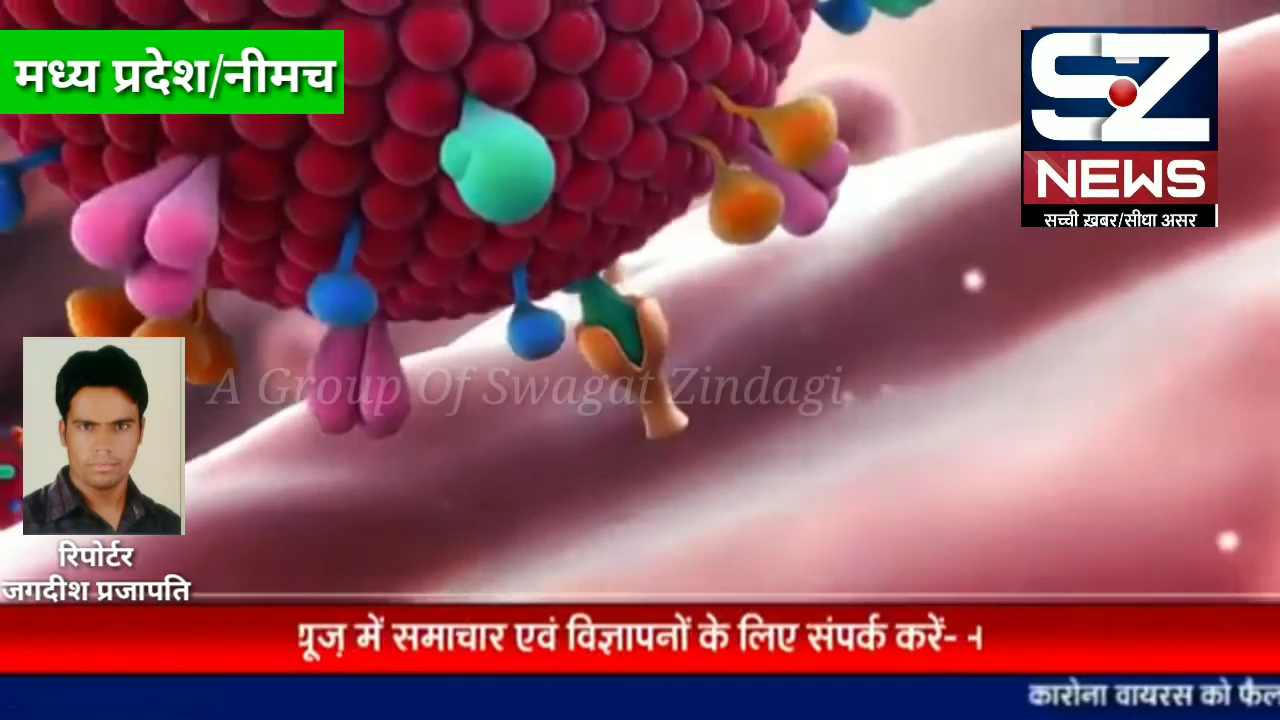 मध्य प्रदेश/नीमच
SZ
NEWS
सच्ची ख़बर/सीधा असर
A Group Of Swagat Zindagi
रिपोर्टर
जगदीश प्रजापति
में समाचार एवं विज्ञापनों के लिए संपर्क करें-
कारोना वायरस को